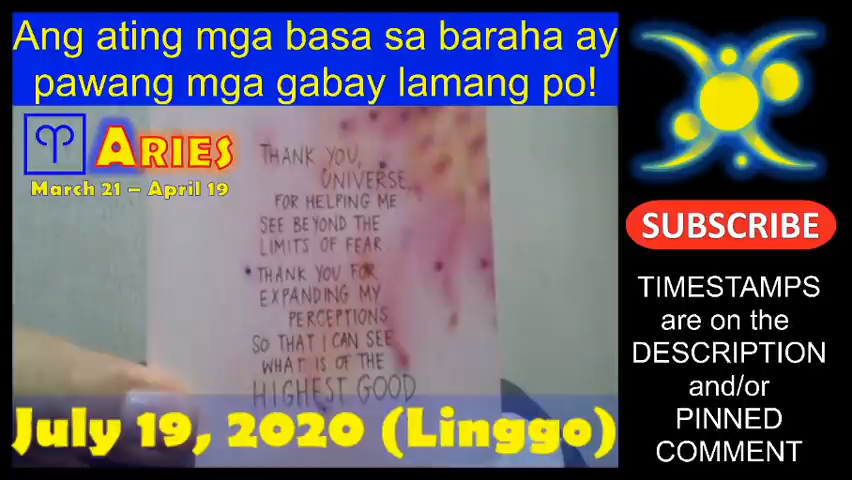 Ang ating mga basa sa baraha ay
pawang mga gabay lamang po!
ARIES
March 21 – April 19
THANK YOU,
UNIVERSE,
FOR HELPING ME
SEE BEYOND THE
LIMITS OF FEAR.
THANK YOU FOR
EXPANDING MY
PERCEPTIONS
SO THAT I CAN SEE
WHAT IS OF THE
HIGHEST GOOD
July 19, 2020 (Linggo)
SUBSCRIBE
TIMESTAMPS
are on the
DESCRIPTION
and/or
PINNED
COMMENT